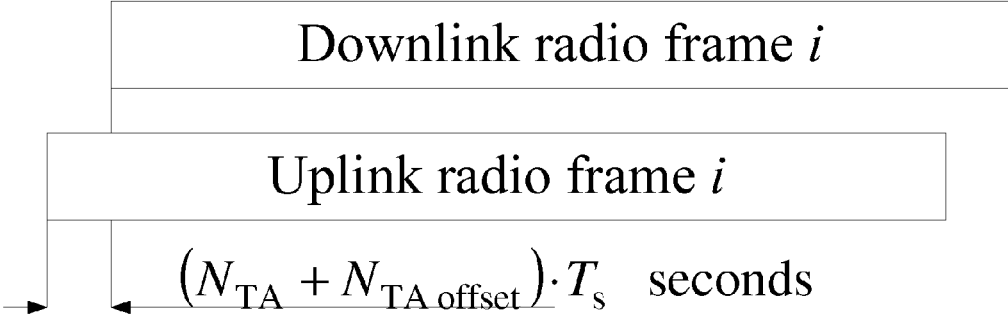 Downlink radio frame i
Uplink radio frame i
(N_TA + N_TA offset) · T_s seconds